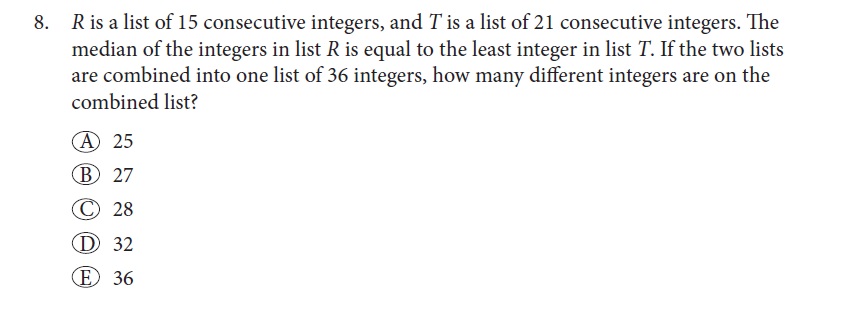 8. R is a list of 15 consecutive integers, and T is a list of 21 consecutive integers. The
median of the integers in list R is equal to the least integer in list T. If the two lists
are combined into one list of 36 integers, how many different integers are on the
combined list?
A 25
B 27
C 28
D 32
E 36